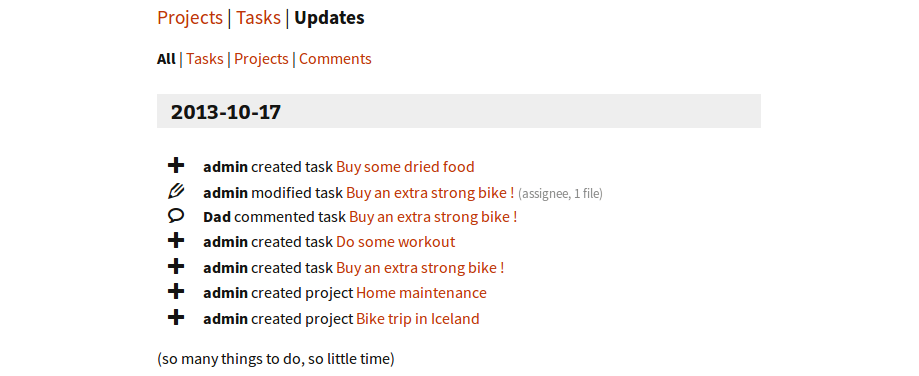 Projects | Tasks | Updates
All | Tasks | Projects | Comments
2013-10-17
admin created task Buy some dried food
admin modified task Buy an extra strong bike ! (assignee, 1 file)
Dad commented task Buy an extra strong bike !
admin created task Do some workout
admin created task Buy an extra strong bike !
admin created project Home maintenance
admin created project Bike trip in Iceland
(so many things to do, so little time)